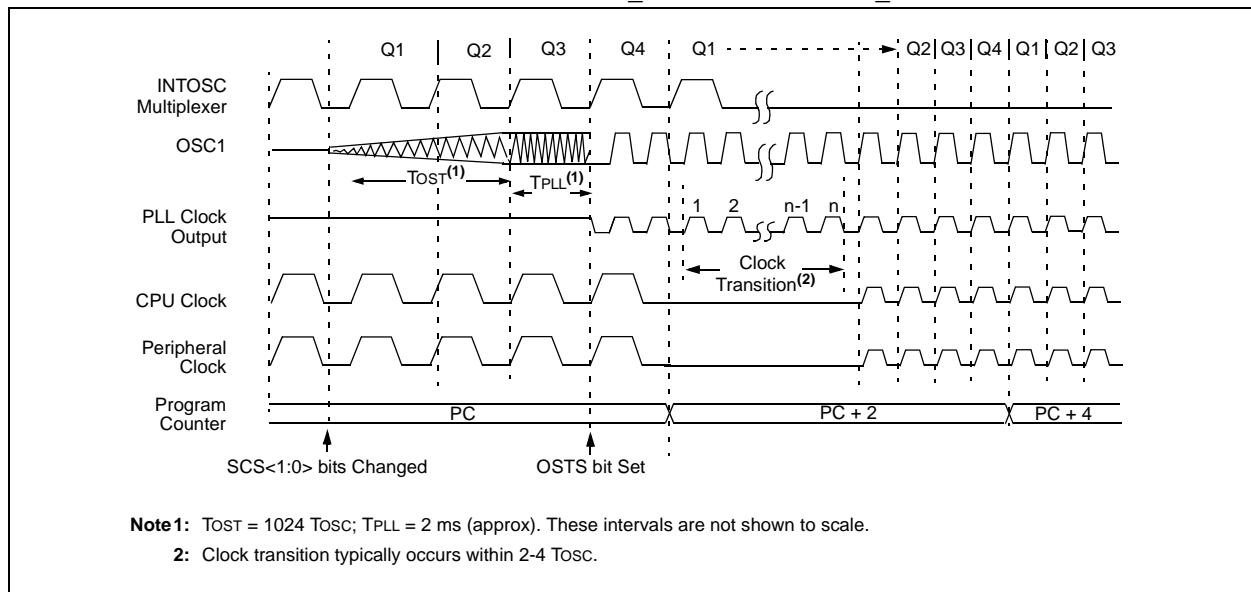 Q1 Q2 Q3 Q4 Q1 Q2 Q3 Q4 Q1 Q2 Q3
INTOSC
Multiplexer
OSC1
TOST(1)
TPLL(1)
PLL Clock
Output
1 2 n-1 n
Clock
Transition(2)
CPU Clock
Peripheral
Clock
Program
Counter
PC PC + 2 PC + 4
SCS<1:0> bits Changed
OSTS bit Set
Note 1: TOST = 1024 TOSC; TPLL = 2 ms (approx). These intervals are not shown to scale.
2: Clock transition typically occurs within 2-4 TOSC.